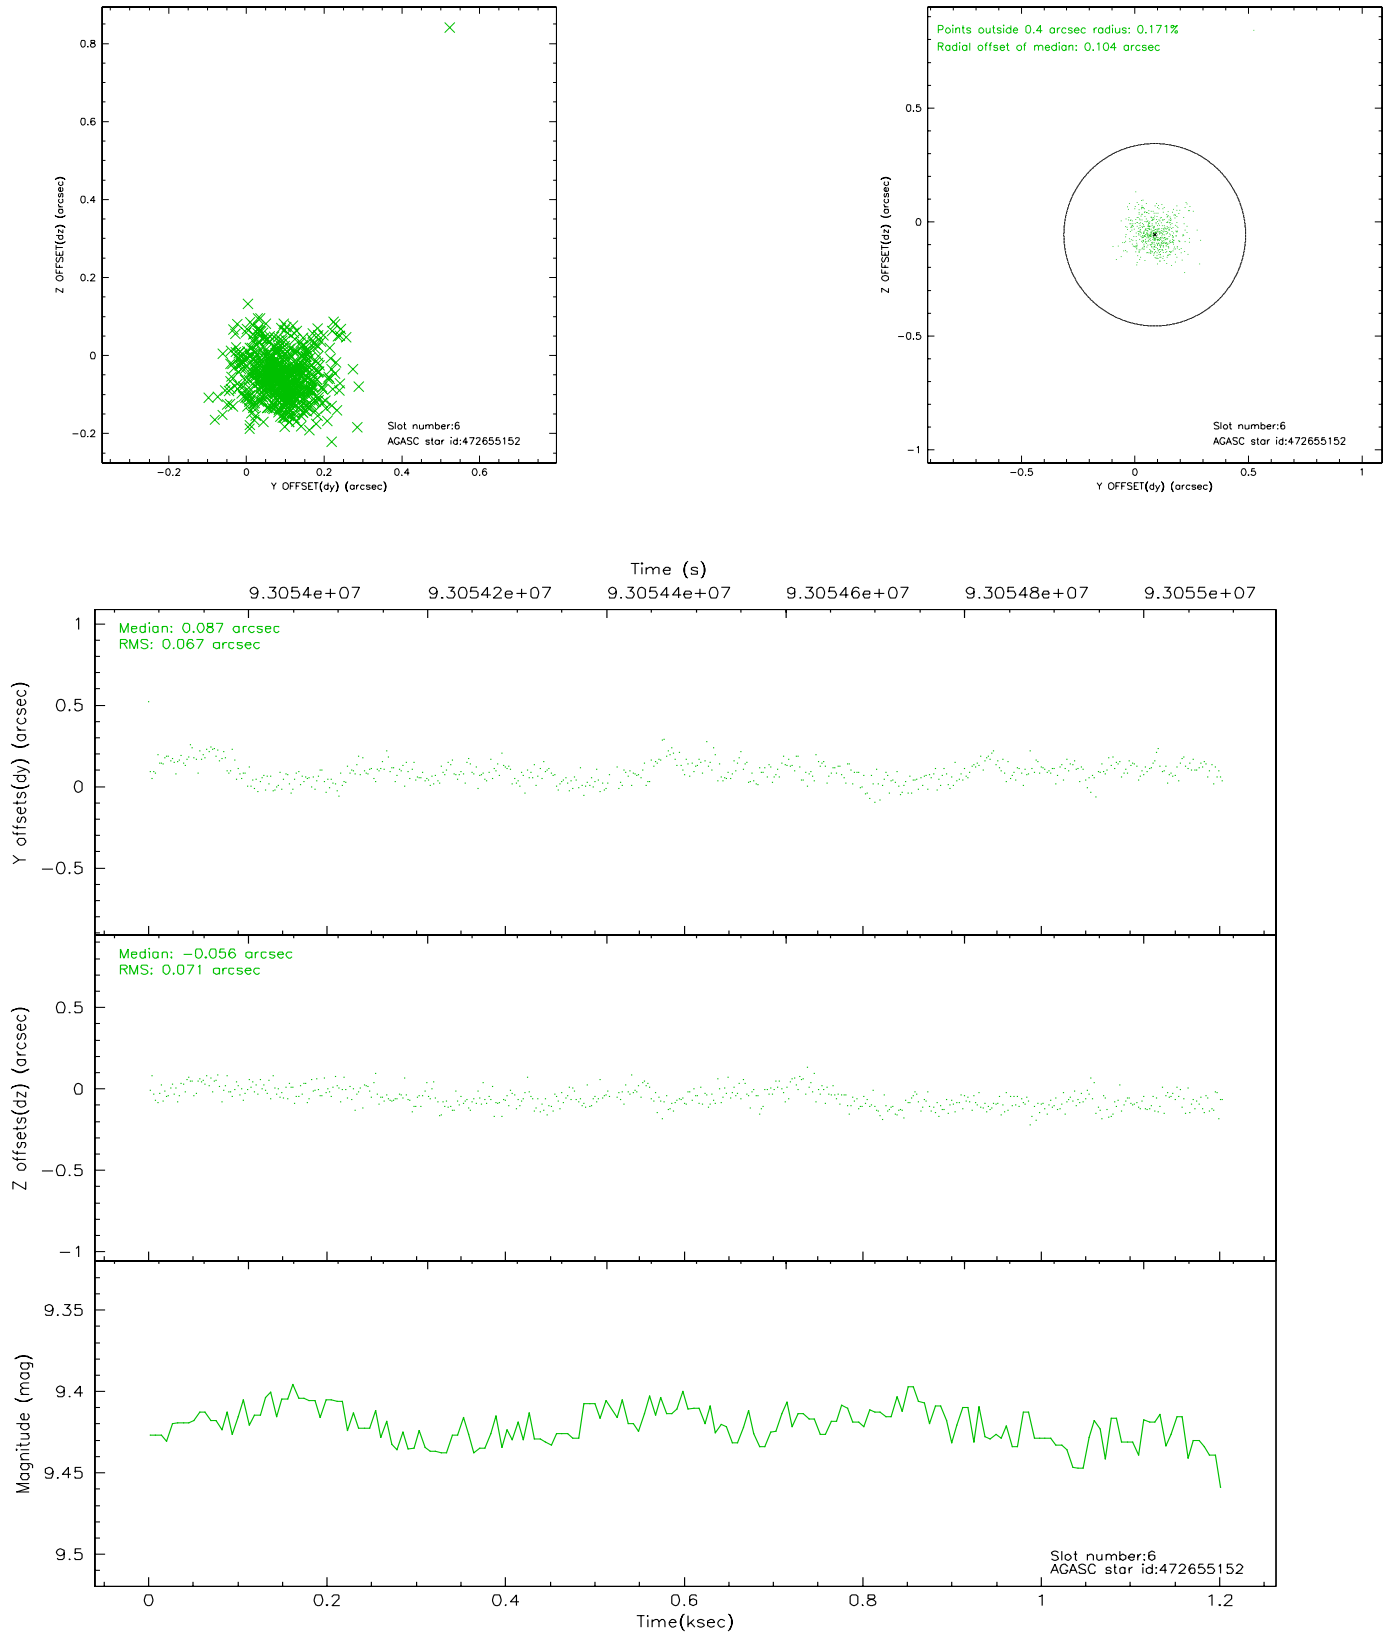 0.8
0.6
0.4
0.2
0
−0.2
Z OFFSET(dz) (arcsec)
Slot number:6
AGASC star id:472655152
−0.2 0 0.2 0.4 0.6
Y OFFSET(dy) (arcsec)
Points outside 0.4 arcsec radius: 0.171%
Radial offset of median: 0.104 arcsec
0.5
0
−0.5
−1
Z OFFSET(dz) (arcsec)
Slot number:6
AGASC star id:472655152
−0.5 0 0.5 1
Y OFFSET(dy) (arcsec)
Time (s)
9.3054e+07 9.30542e+07 9.30544e+07 9.30546e+07 9.30548e+07 9.3055e+07
Median: 0.087 arcsec
RMS: 0.067 arcsec
1
0.5
0
−0.5
Y offsets(dy) (arcsec)
Median: −0.056 arcsec
RMS: 0.071 arcsec
0.5
0
−0.5
−1
Z offsets(dz) (arcsec)
9.35
9.4
9.45
9.5
Magnitude (mag)
Slot number:6
AGASC star id:472655152
0 0.2 0.4 0.6 0.8 1 1.2
Time(ksec)